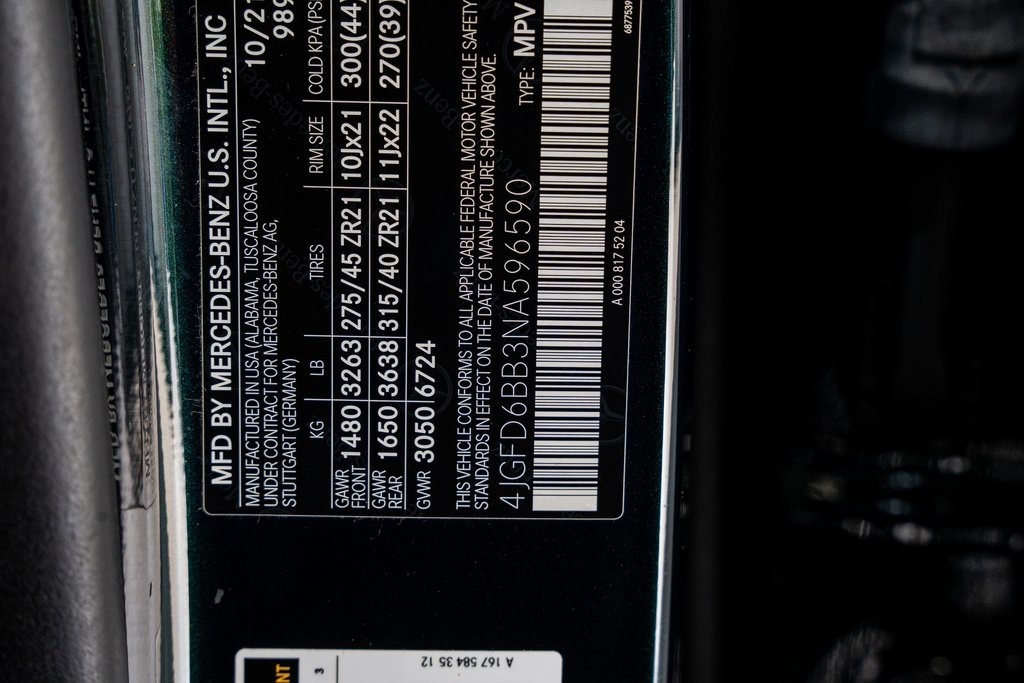 MFD BY MERCEDES-BENZ U.S. INTL., INC
10/21
MANUFACTURED IN USA (ALABAMA, TUSCALOOSA COUNTY)
989
UNDER CONTRACT FOR MERCEDES-BENZ AG,
STUTTGART (GERMANY)
KG LB TIRES RIM SIZE COLD KPA (PS
GAWR
FRONT 1480 3263 275/45 ZR21 10Jx21 300(44)
GAWR
REAR 1650 3638 315/40 ZR21 11Jx22 270(39)
GVWR 3050 6724
THIS VEHICLE CONFORMS TO ALL APPLICABLE FEDERAL MOTOR VEHICLE SAFETY
STANDARDS IN EFFECT ON THE DATE OF MANUFACTURE SHOWN ABOVE.
4JGFD6BB3NA596590 TYPE: MPV
6877539
A 000 817 52 04
A 167 584 35 12
3
NT